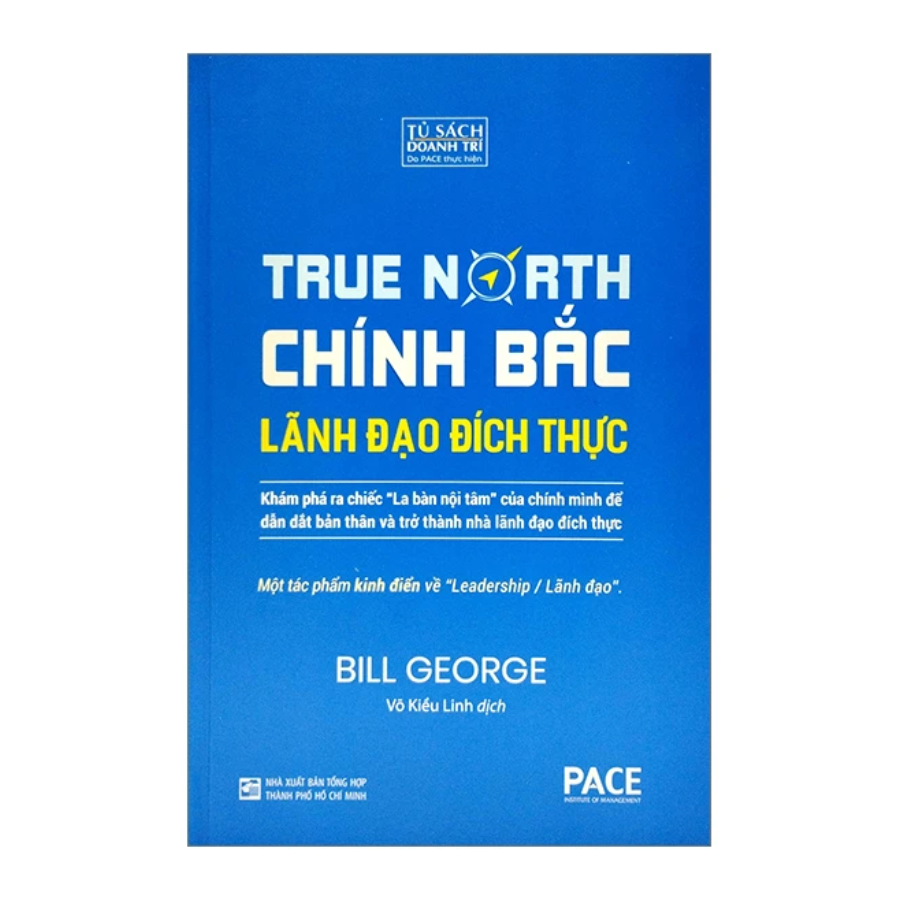 TỦ SÁCH
DOANH TRÍ
Do PACE thực hiện
TRUE NORTH
CHÍNH BẮC
LÃNH ĐẠO ĐÍCH THỰC
Khám phá ra chiếc “La bàn nội tâm” của chính mình để
dẫn dắt bản thân và trở thành nhà lãnh đạo đích thực
Một tác phẩm kinh điển về “Leadership / Lãnh đạo”.
BILL GEORGE
Võ Kiều Linh dịch
NHÀ XUẤT BẢN TỔNG HỢP
THÀNH PHỐ HỒ CHÍ MINH
PACE
INSTITUTE OF MANAGEMENT